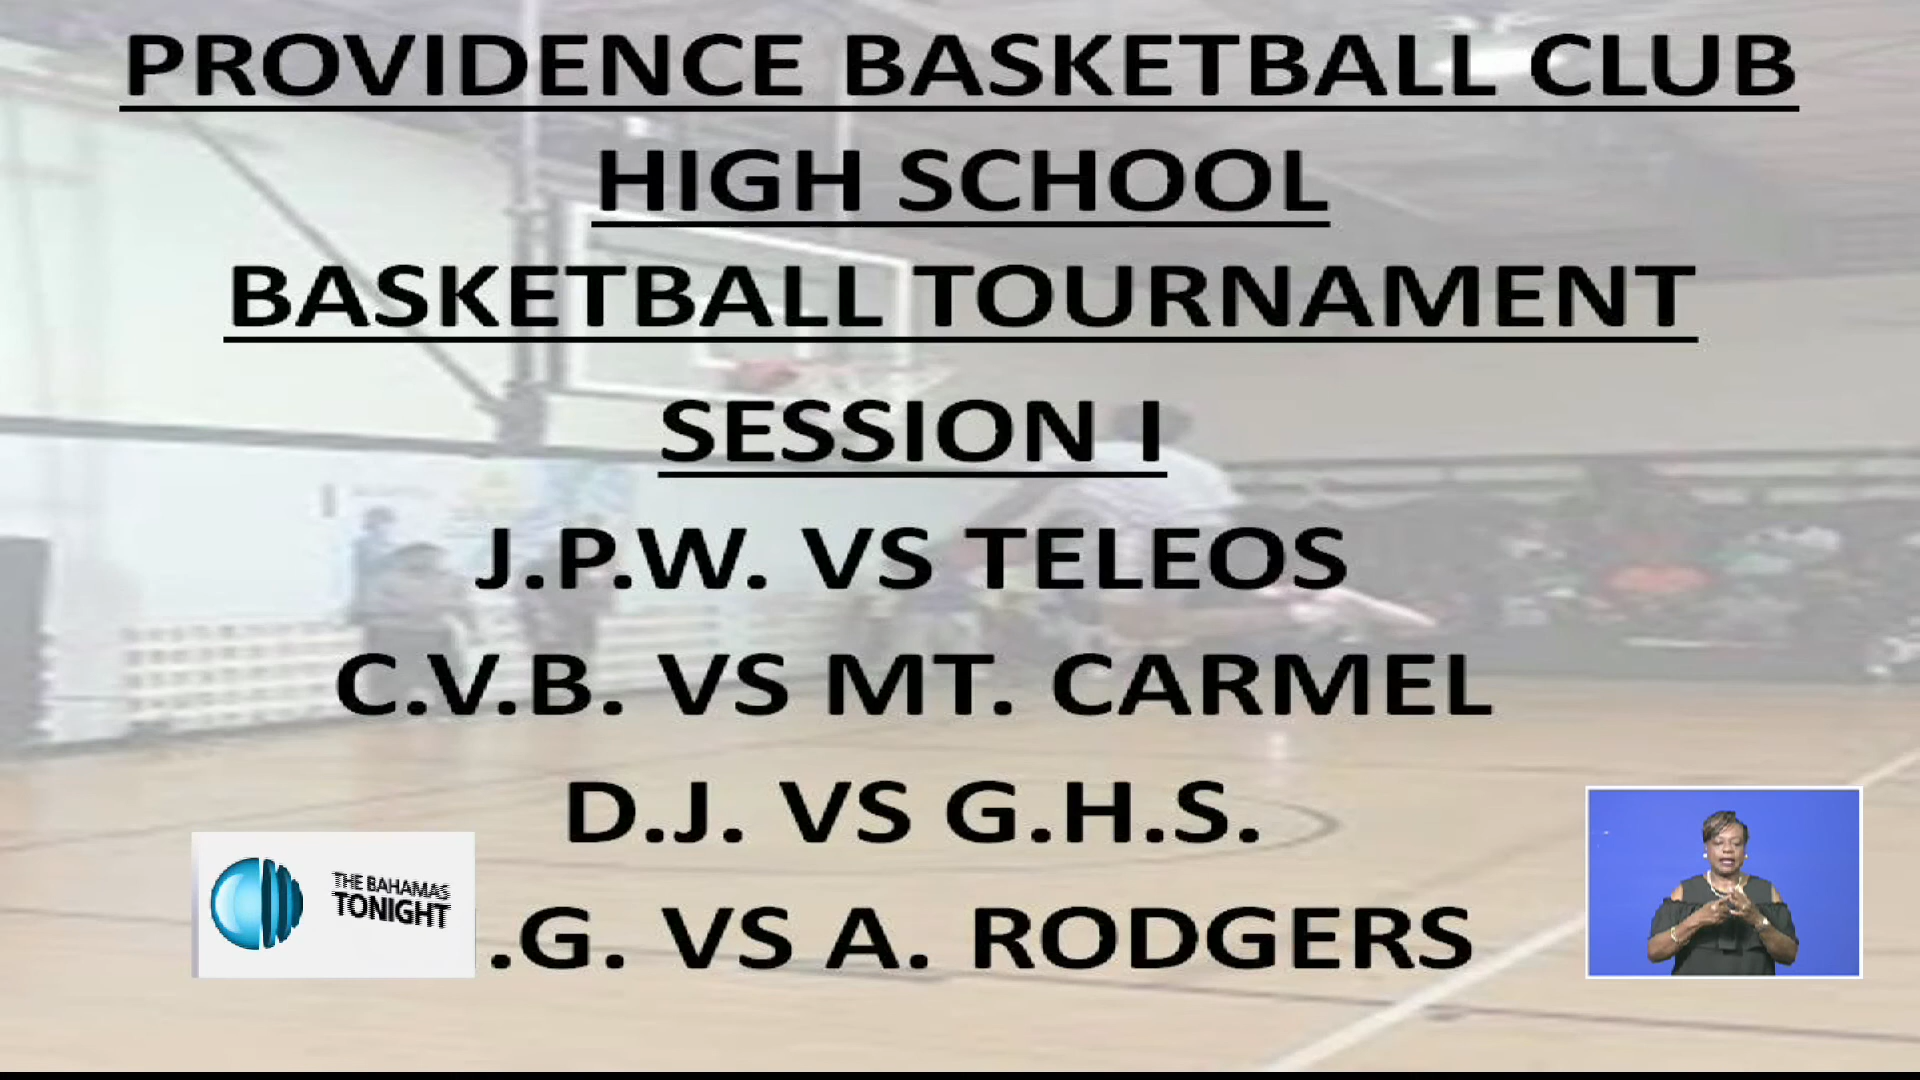 PROVIDENCE BASKETBALL CLUB
HIGH SCHOOL
BASKETBALL TOURNAMENT
SESSION I
J.P.W. VS TELEOS
C.V.B. VS MT. CARMEL
D.J. VS G.H.S.
.G. VS A. RODGERS
THE BAHAMAS
TONIGHT